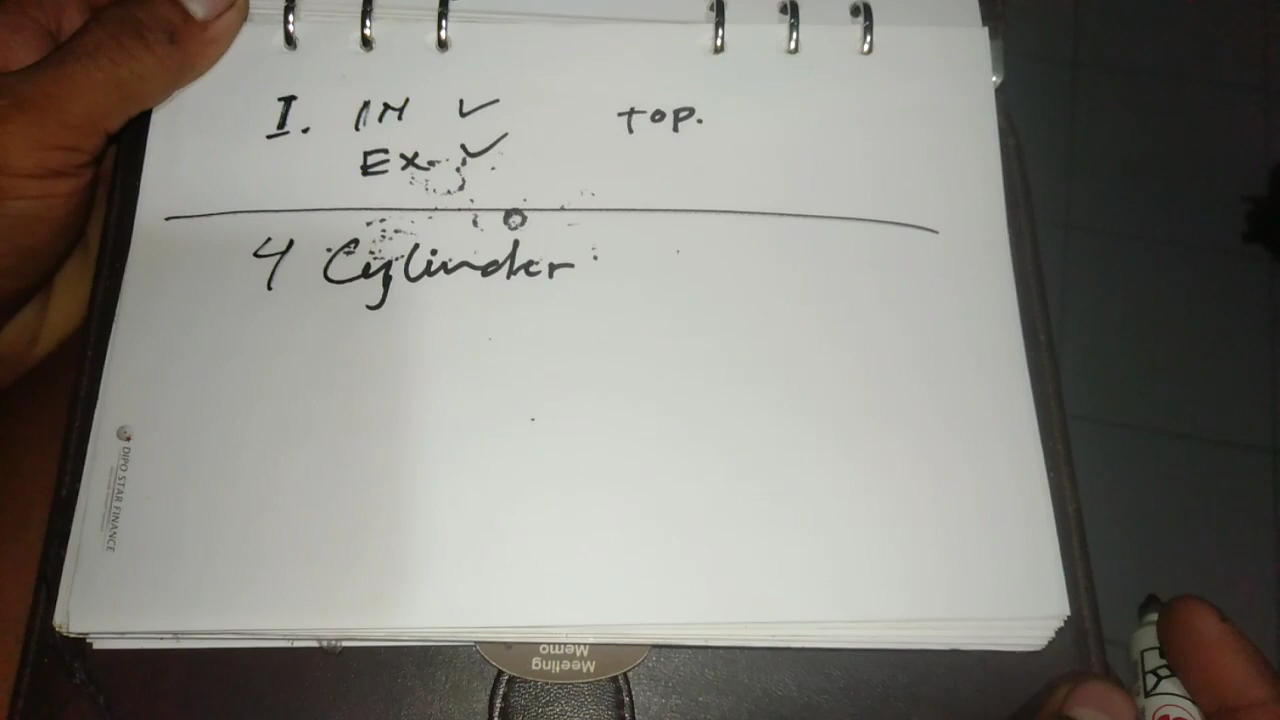 I. IN ✓ TOP.
Ex. ✓
4 Cylinder
DIPO STAR FINANCE
Meeting
Memo